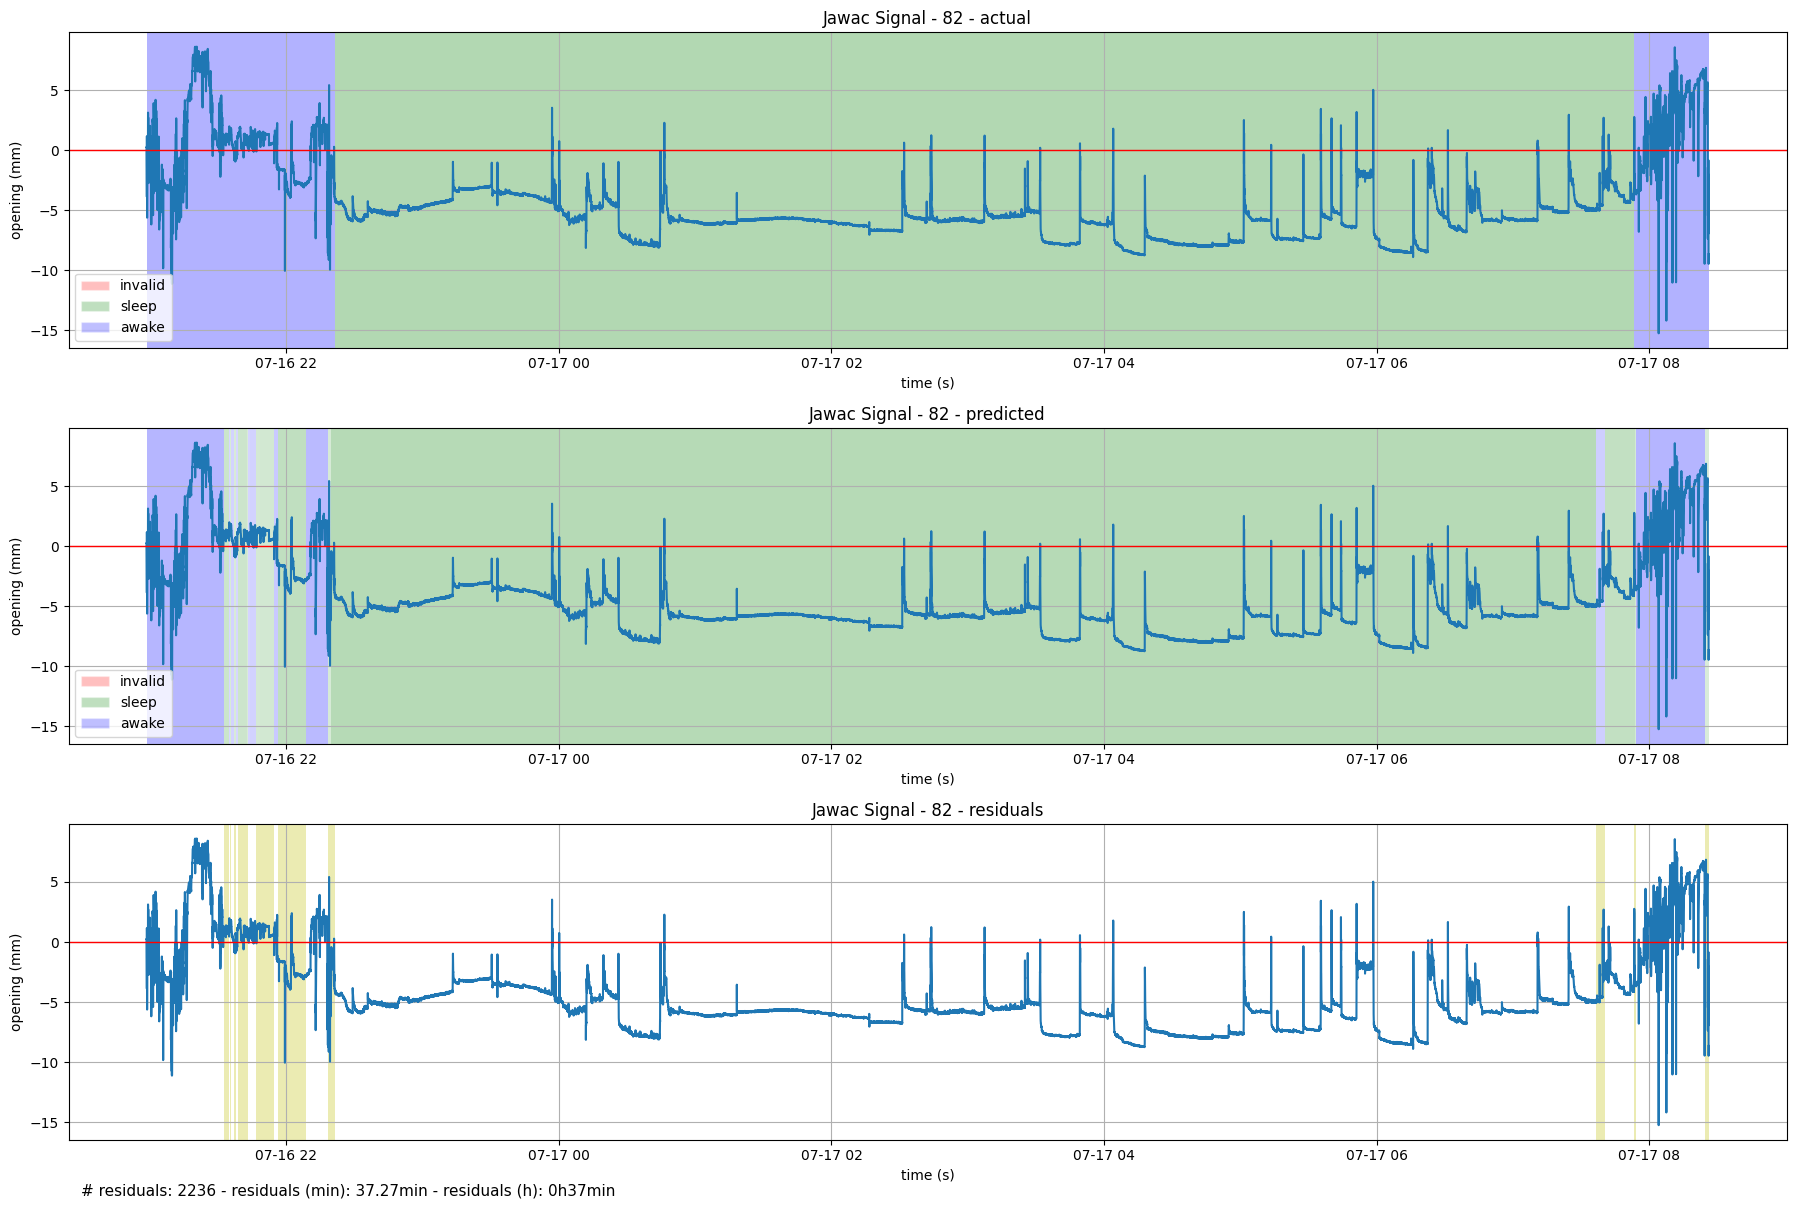 Jawac Signal - 82 - actual
opening (mm)
5
0
−5
−10
−15
invalid
sleep
awake
07-16 22
07-17 00
07-17 02
07-17 04
07-17 06
07-17 08
time (s)
Jawac Signal - 82 - predicted
opening (mm)
5
0
−5
−10
−15
invalid
sleep
awake
07-16 22
07-17 00
07-17 02
07-17 04
07-17 06
07-17 08
time (s)
Jawac Signal - 82 - residuals
opening (mm)
5
0
−5
−10
−15
07-16 22
07-17 00
07-17 02
07-17 04
07-17 06
07-17 08
time (s)
# residuals: 2236 - residuals (min): 37.27min - residuals (h): 0h37min